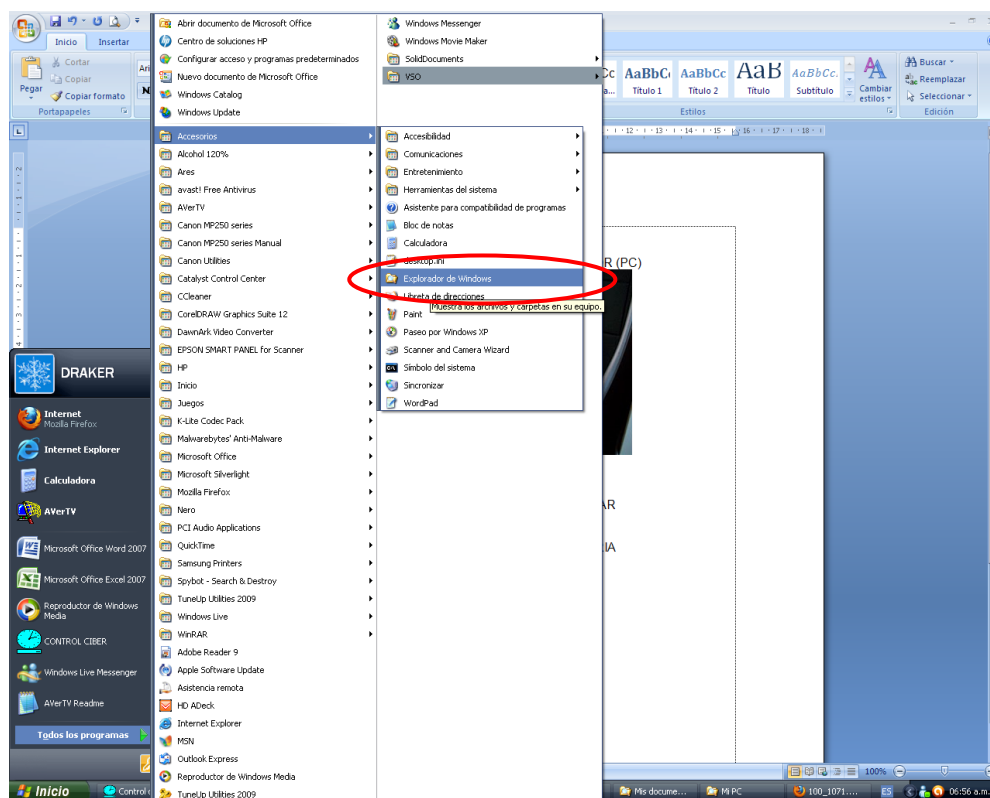 Inicio
Insertar
Cortar
Copiar
Pegar
Copiar formato
Portapapeles
Ari
N
AaBbC
AaBbCc
AaB
AaBbCc.
Título 1
Título 2
Título
Subtítulo
Cambiar
estilos
Estilos
Buscar
Reemplazar
Seleccionar
Edición
12 13 14 15 16 17 18
R (PC)
AR
IA
Abrir documento de Microsoft Office
Centro de soluciones HP
Configurar acceso y programas predeterminados
Nuevo documento de Microsoft Office
Windows Catalog
Windows Update
Accesorios
Alcohol 120%
Ares
avast! Free Antivirus
AVerTV
Canon MP250 series
Canon MP250 series Manual
Canon Utilities
Catalyst Control Center
CCleaner
CorelDRAW Graphics Suite 12
DawnArk Video Converter
EPSON SMART PANEL for Scanner
HP
Inicio
Juegos
K-Lite Codec Pack
Malwarebytes' Anti-Malware
Microsoft Office
Microsoft Silverlight
Mozilla Firefox
Nero
PCI Audio Applications
QuickTime
Samsung Printers
Spybot - Search & Destroy
TuneUp Utilities 2009
Windows Live
WinRAR
Adobe Reader 9
Apple Software Update
Asistencia remota
HD ADeck
Internet Explorer
MSN
Outlook Express
Reproductor de Windows Media
TuneUp Utilities 2009
Windows Messenger
Windows Movie Maker
SolidDocuments
VSO
Accesibilidad
Comunicaciones
Entretenimiento
Herramientas del sistema
Asistente para compatibilidad de programas
Bloc de notas
Calculadora
desktop.ini
Explorador de Windows
Libreta de direcciones
Muestra los archivos y carpetas en su equipo.
Paint
Paseo por Windows XP
Scanner and Camera Wizard
Símbolo del sistema
Sincronizar
WordPad
DRAKER
Internet
Mozilla Firefox
Internet Explorer
Calculadora
AVerTV
Microsoft Office Word 2007
Microsoft Office Excel 2007
Reproductor de Windows
Media
CONTROL CIBER
Windows Live Messenger
AVerTV Readme
Todos los programas
100%
Inicio
Control
Mis docume...
Mi PC
100_1071....
ES
06:56 a.m.